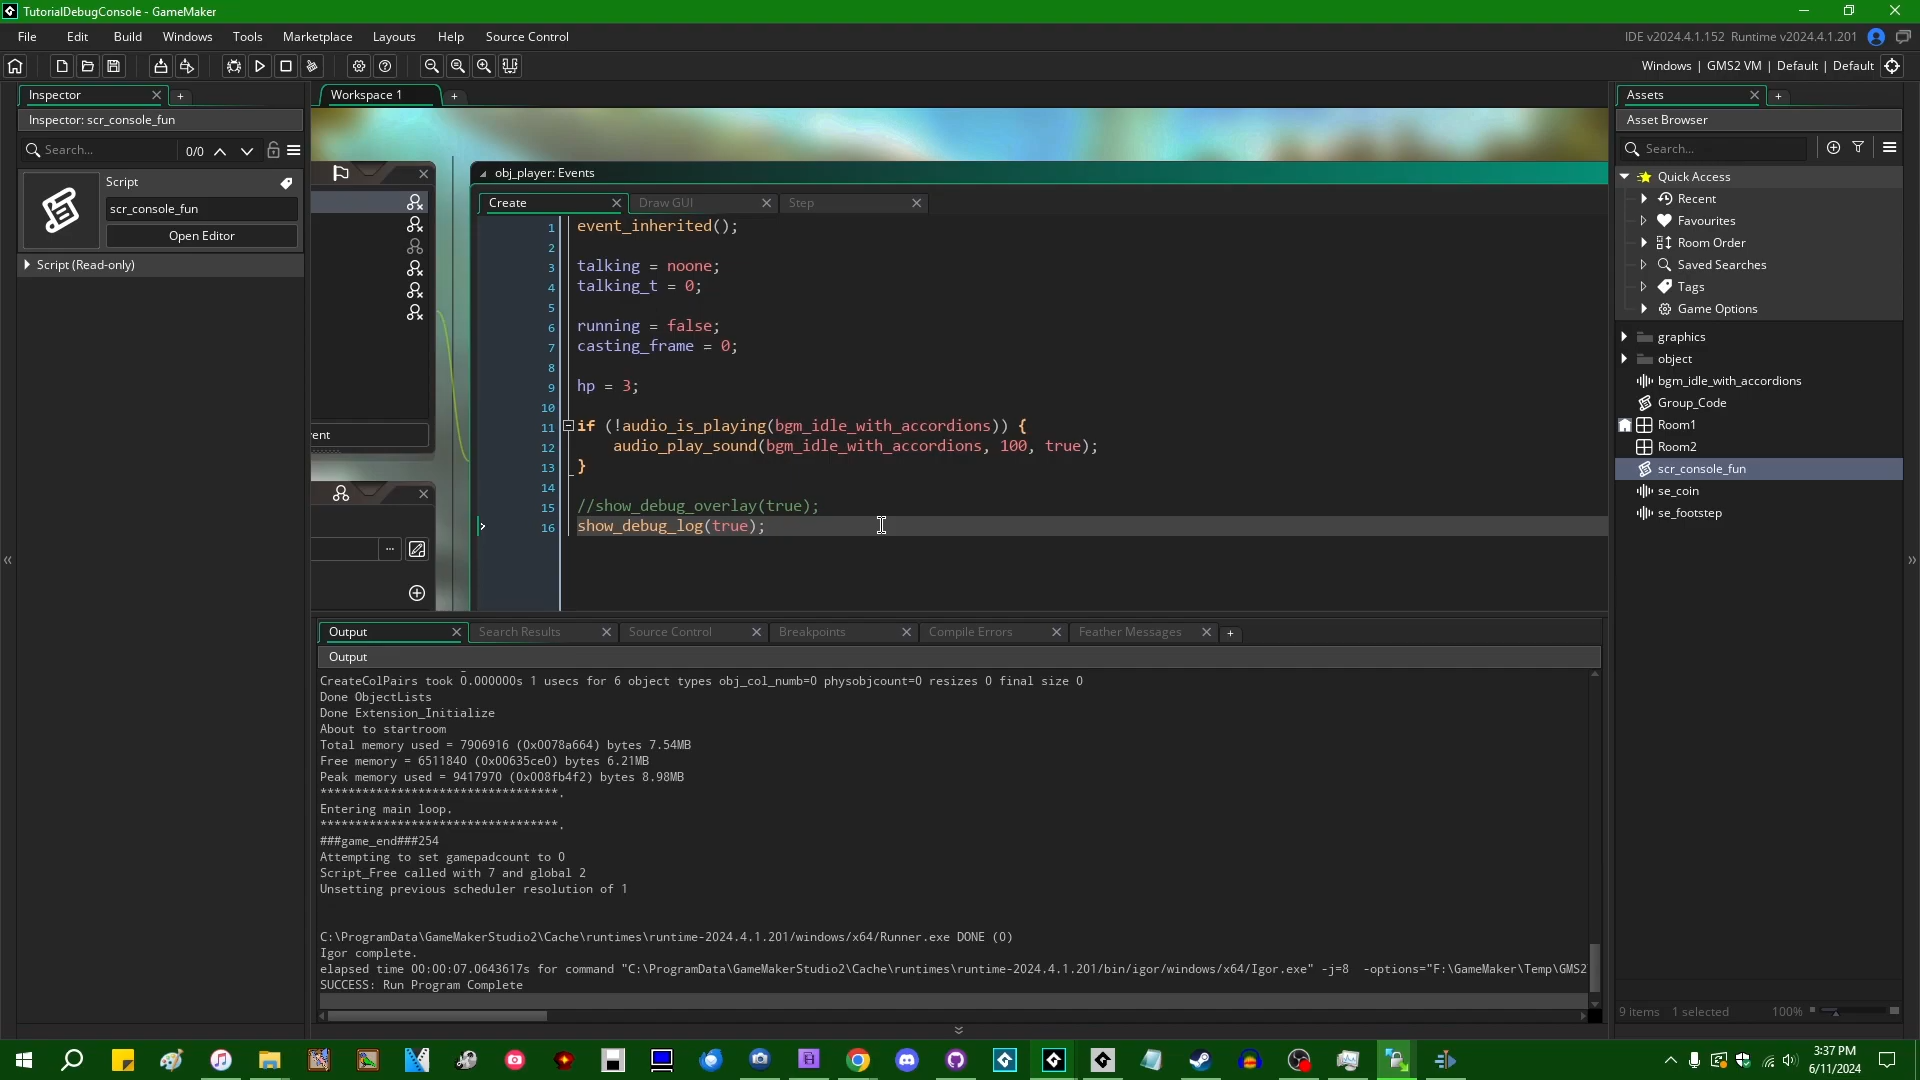 TutorialDebugConsole - GameMaker
File Edit Build Windows Tools Marketplace Layouts Help Source Control
IDE v2024.4.1.152 Runtime v2024.4.1.201
Windows | GMS2 VM | Default | Default
Inspector
Workspace 1
Assets
Inspector: scr_console_fun
Asset Browser
Search...
0/0
Search...
Script
scr_console_fun
Open Editor
Script (Read-only)
vent
obj_player: Events
Create
Draw GUI
Step
1 event_inherited();
2
3 talking = noone;
4 talking_t = 0;
5
6 running = false;
7 casting_frame = 0;
8
9 hp = 3;
10
11 if (!audio_is_playing(bgm_idle_with_accordions)) {
12 audio_play_sound(bgm_idle_with_accordions, 100, true);
13 }
14
15 //show_debug_overlay(true);
16 show_debug_log(true);
Quick Access
Recent
Favourites
Room Order
Saved Searches
Tags
Game Options
graphics
object
bgm_idle_with_accordions
Group_Code
Room1
Room2
scr_console_fun
se_coin
se_footstep
9 items 1 selected 100%
Output
Search Results
Source Control
Breakpoints
Compile Errors
Feather Messages
Output
CreateColPairs took 0.000000s 1 usecs for 6 object types obj_col_numb=0 physobjcount=0 resizes 0 final size 0
Done ObjectLists
Done Extension_Initialize
About to startroom
Total memory used = 7906916 (0x0078a664) bytes 7.54MB
Free memory = 6511840 (0x00635ce0) bytes 6.21MB
Peak memory used = 9417970 (0x008fb4f2) bytes 8.98MB
**********************************.
Entering main loop.
**********************************.
###game_end###254
Attempting to set gamepadcount to 0
Script_Free called with 7 and global 2
Unsetting previous scheduler resolution of 1
C:\ProgramData\GameMakerStudio2\Cache\runtimes\runtime-2024.4.1.201/windows/x64/Runner.exe DONE (0)
Igor complete.
elapsed time 00:00:07.0643617s for command "C:\ProgramData\GameMakerStudio2\Cache\runtimes\runtime-2024.4.1.201/bin/igor/windows/x64/Igor.exe" -j=8 -options="F:\GameMaker\Temp\GMS2
SUCCESS: Run Program Complete
3:37 PM
6/11/2024